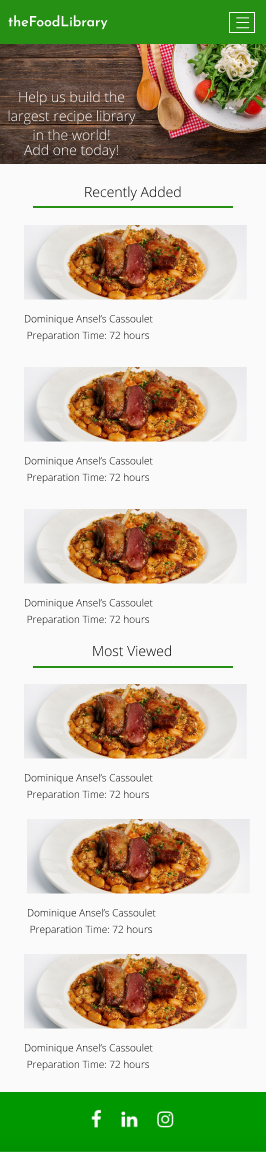 theFoodLibrary
Help us build the
largest recipe library
in the world!
Add one today!
Recently Added
Dominique Ansel's Cassoulet
Preparation Time: 72 hours
Dominique Ansel's Cassoulet
Preparation Time: 72 hours
Dominique Ansel's Cassoulet
Preparation Time: 72 hours
Most Viewed
Dominique Ansel's Cassoulet
Preparation Time: 72 hours
Dominique Ansel's Cassoulet
Preparation Time: 72 hours
Dominique Ansel's Cassoulet
Preparation Time: 72 hours